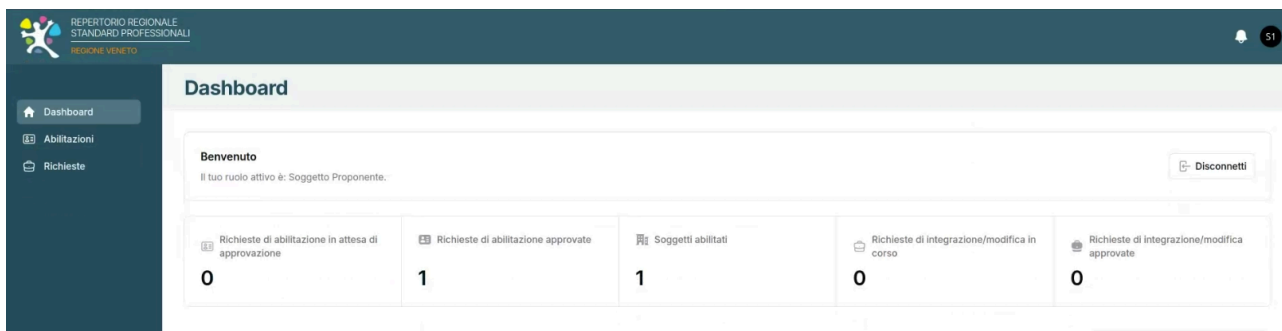 REPERTORIO REGIONALE
STANDARD PROFESSIONALI
REGIONE VENETO
S1
Dashboard
Dashboard
Abilitazioni
Richieste
Benvenuto
Il tuo ruolo attivo è: Soggetto Proponente.
Disconnetti
Richieste di abilitazione in attesa di
approvazione
0
Richieste di abilitazione approvate
1
Soggetti abilitati
1
Richieste di integrazione/modifica in
corso
0
Richieste di integrazione/modifica
approvate
0